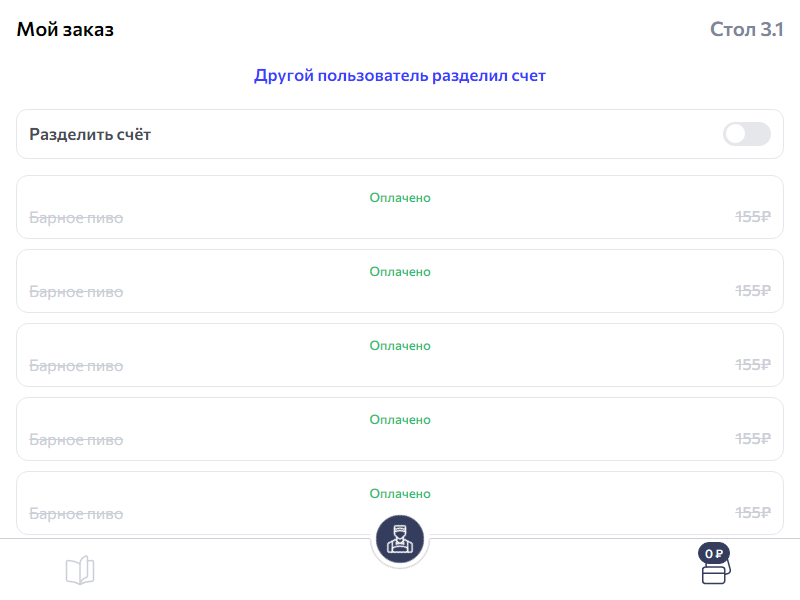 Мой заказ
Стол 3.1
Другой пользователь разделил счет
Разделить счёт
Оплачено
Барное пиво
155₽
Оплачено
Барное пиво
155₽
Оплачено
Барное пиво
155₽
Оплачено
Барное пиво
155₽
Оплачено
Барное пиво
155₽
0 ₽